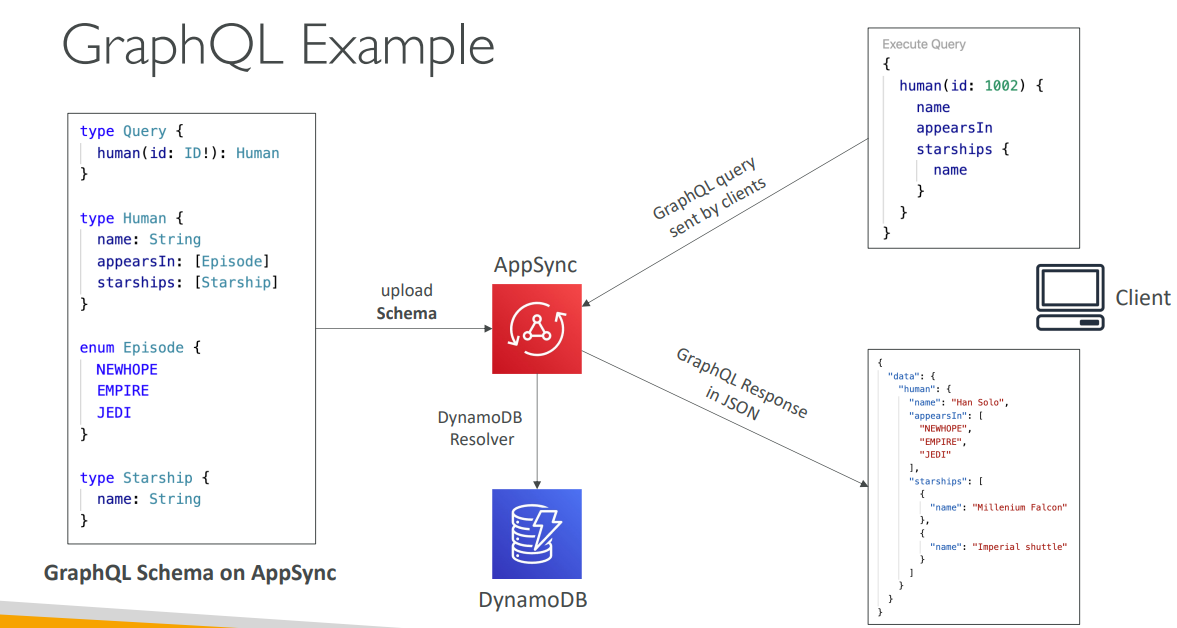 GraphQL Example
type Query {
human(id: ID!): Human
}
type Human {
name: String
appearsIn: [Episode]
starships: [Starship]
}
enum Episode {
NEWHOPE
EMPIRE
JEDI
}
type Starship {
name: String
}
GraphQL Schema on AppSync
upload
Schema
AppSync
DynamoDB
Resolver
DynamoDB
GraphQL query
sent by clients
Execute Query
{
human(id: 1002) {
name
appearsIn
starships {
name
}
}
}
Client
GraphQL Response
in JSON
{
"data": {
"human": {
"name": "Han Solo",
"appearsIn": [
"NEWHOPE",
"EMPIRE",
"JEDI"
],
"starships": [
{
"name": "Millenium Falcon"
},
{
"name": "Imperial shuttle"
}
]
}
}
}